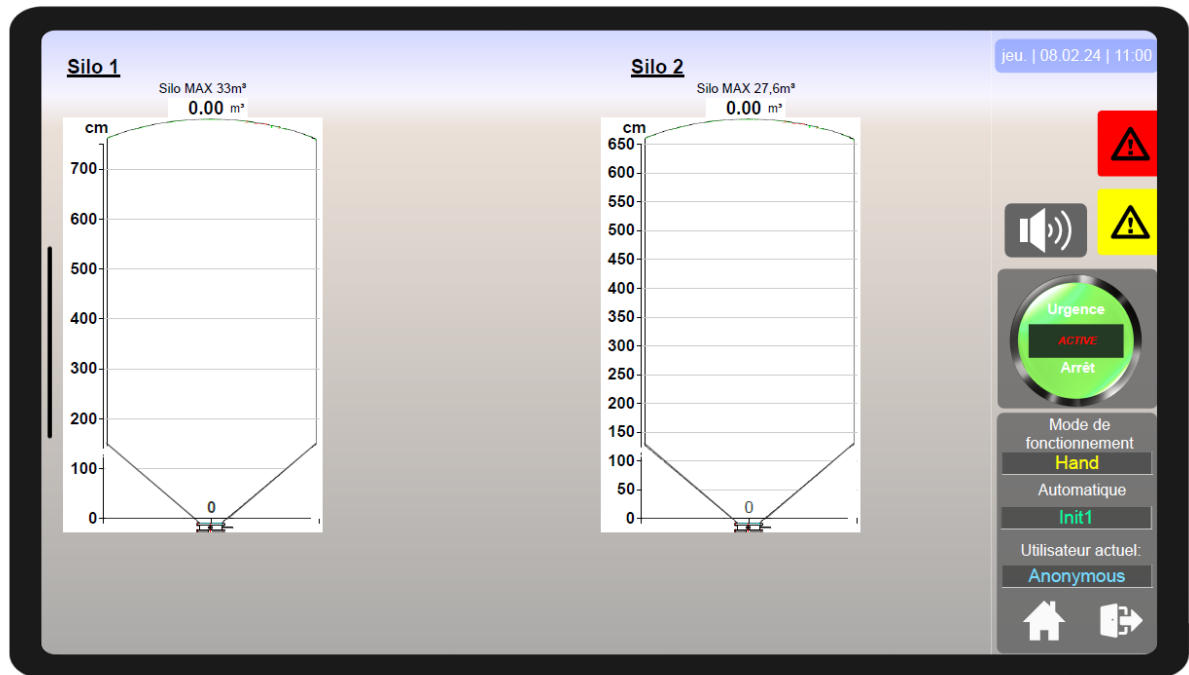 Silo 1
Silo MAX 33m³
0.00 m³
cm
700
600
500
400
300
200
100
0
0
Silo 2
Silo MAX 27,6m³
0.00 m³
cm
650
600
550
500
450
400
350
300
250
200
150
100
50
0
0
jeu. | 08.02.24 | 11:00
Urgence
ACTIVE
Arrêt
Mode de
fonctionnement
Hand
Automatique
Init1
Utilisateur actuel:
Anonymous